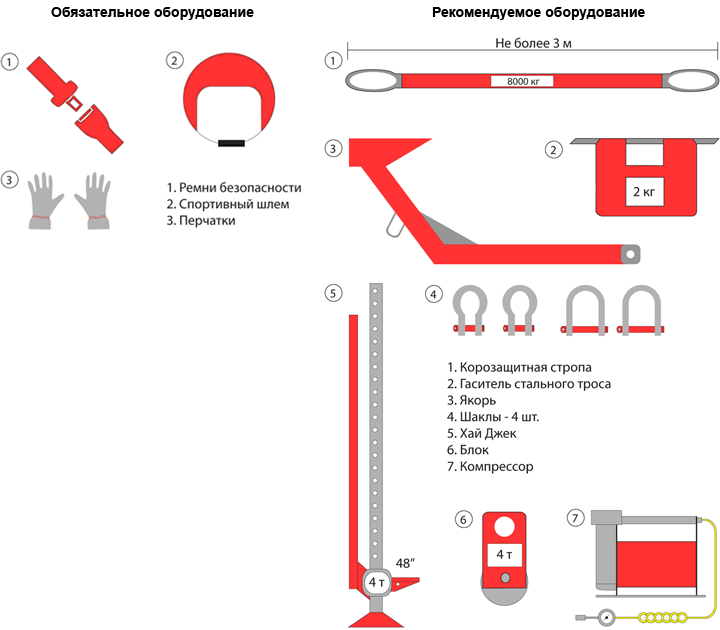 Обязательное оборудование
Рекомендуемое оборудование
1
2
3
1. Ремни безопасности
2. Спортивный шлем
3. Перчатки
Не более 3 м
1
8000 кг
3
2
2 кг
5
4
1. Корозащитная стропа
2. Гаситель стального троса
3. Якорь
4. Шаклы - 4 шт.
5. Хай Джек
6. Блок
7. Компрессор
6
4 т
7
48”
4 т